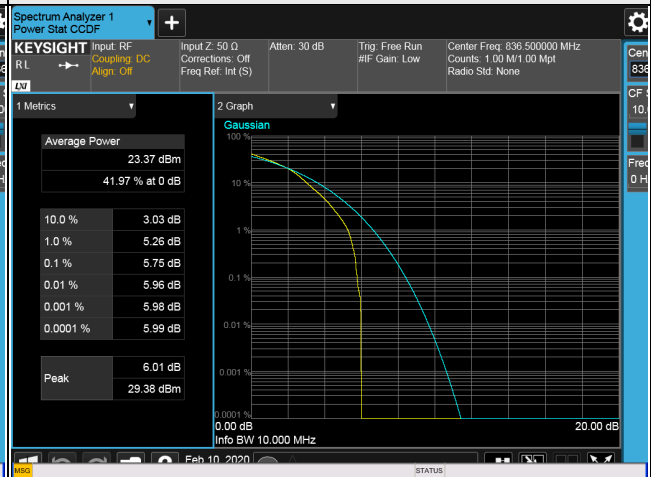 Spectrum Analyzer 1
Power Stat CCDF
+
KEYSIGHT
R L
LXI
Input: RF
Coupling: DC
Align: Off
Input Z: 50 Ω
Corrections: Off
Freq Ref: Int (S)
Atten: 30 dB
Trig: Free Run
#IF Gain: Low
Center Freq: 836.500000 MHz
Counts: 1.00 M/1.00 Mpt
Radio Std: None
Cen
836
CF S
10.
Freq
0 H
1 Metrics
Average Power
23.37 dBm
41.97 % at 0 dB
10.0 % 3.03 dB
1.0 % 5.26 dB
0.1 % 5.75 dB
0.01 % 5.96 dB
0.001 % 5.98 dB
0.0001 % 5.99 dB
Peak
6.01 dB
29.38 dBm
2 Graph
Gaussian
100 %
10 %
1 %
0.1 %
0.01 %
0.001 %
0.0001 %
0.00 dB 20.00 dB
Info BW 10.000 MHz
Feb 10, 2020
MSG STATUS